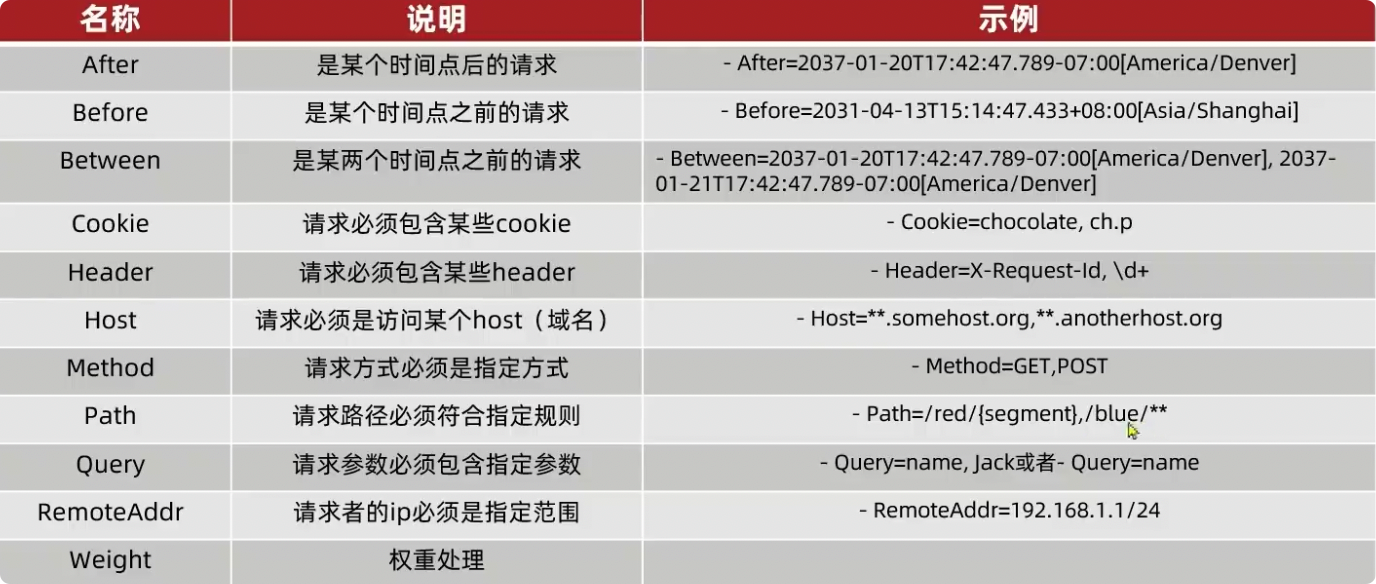 名称 说明 示例
After 是某个时间点后的请求 - After=2037-01-20T17:42:47.789-07:00[America/Denver]
Before 是某个时间点之前的请求 - Before=2031-04-13T15:14:47.433+08:00[Asia/Shanghai]
Between 是某两个时间点之前的请求 - Between=2037-01-20T17:42:47.789-07:00[America/Denver], 2037-
01-21T17:42:47.789-07:00[America/Denver]
Cookie 请求必须包含某些cookie - Cookie=chocolate, ch.p
Header 请求必须包含某些header - Header=X-Request-Id, \d+
Host 请求必须是访问某个host（域名） - Host=**.somehost.org,**.anotherhost.org
Method 请求方式必须是指定方式 - Method=GET,POST
Path 请求路径必须符合指定规则 - Path=/red/{segment},/blue/**
Query 请求参数必须包含指定参数 - Query=name, Jack或者- Query=name
RemoteAddr 请求者的ip必须是指定范围 - RemoteAddr=192.168.1.1/24
Weight 权重处理